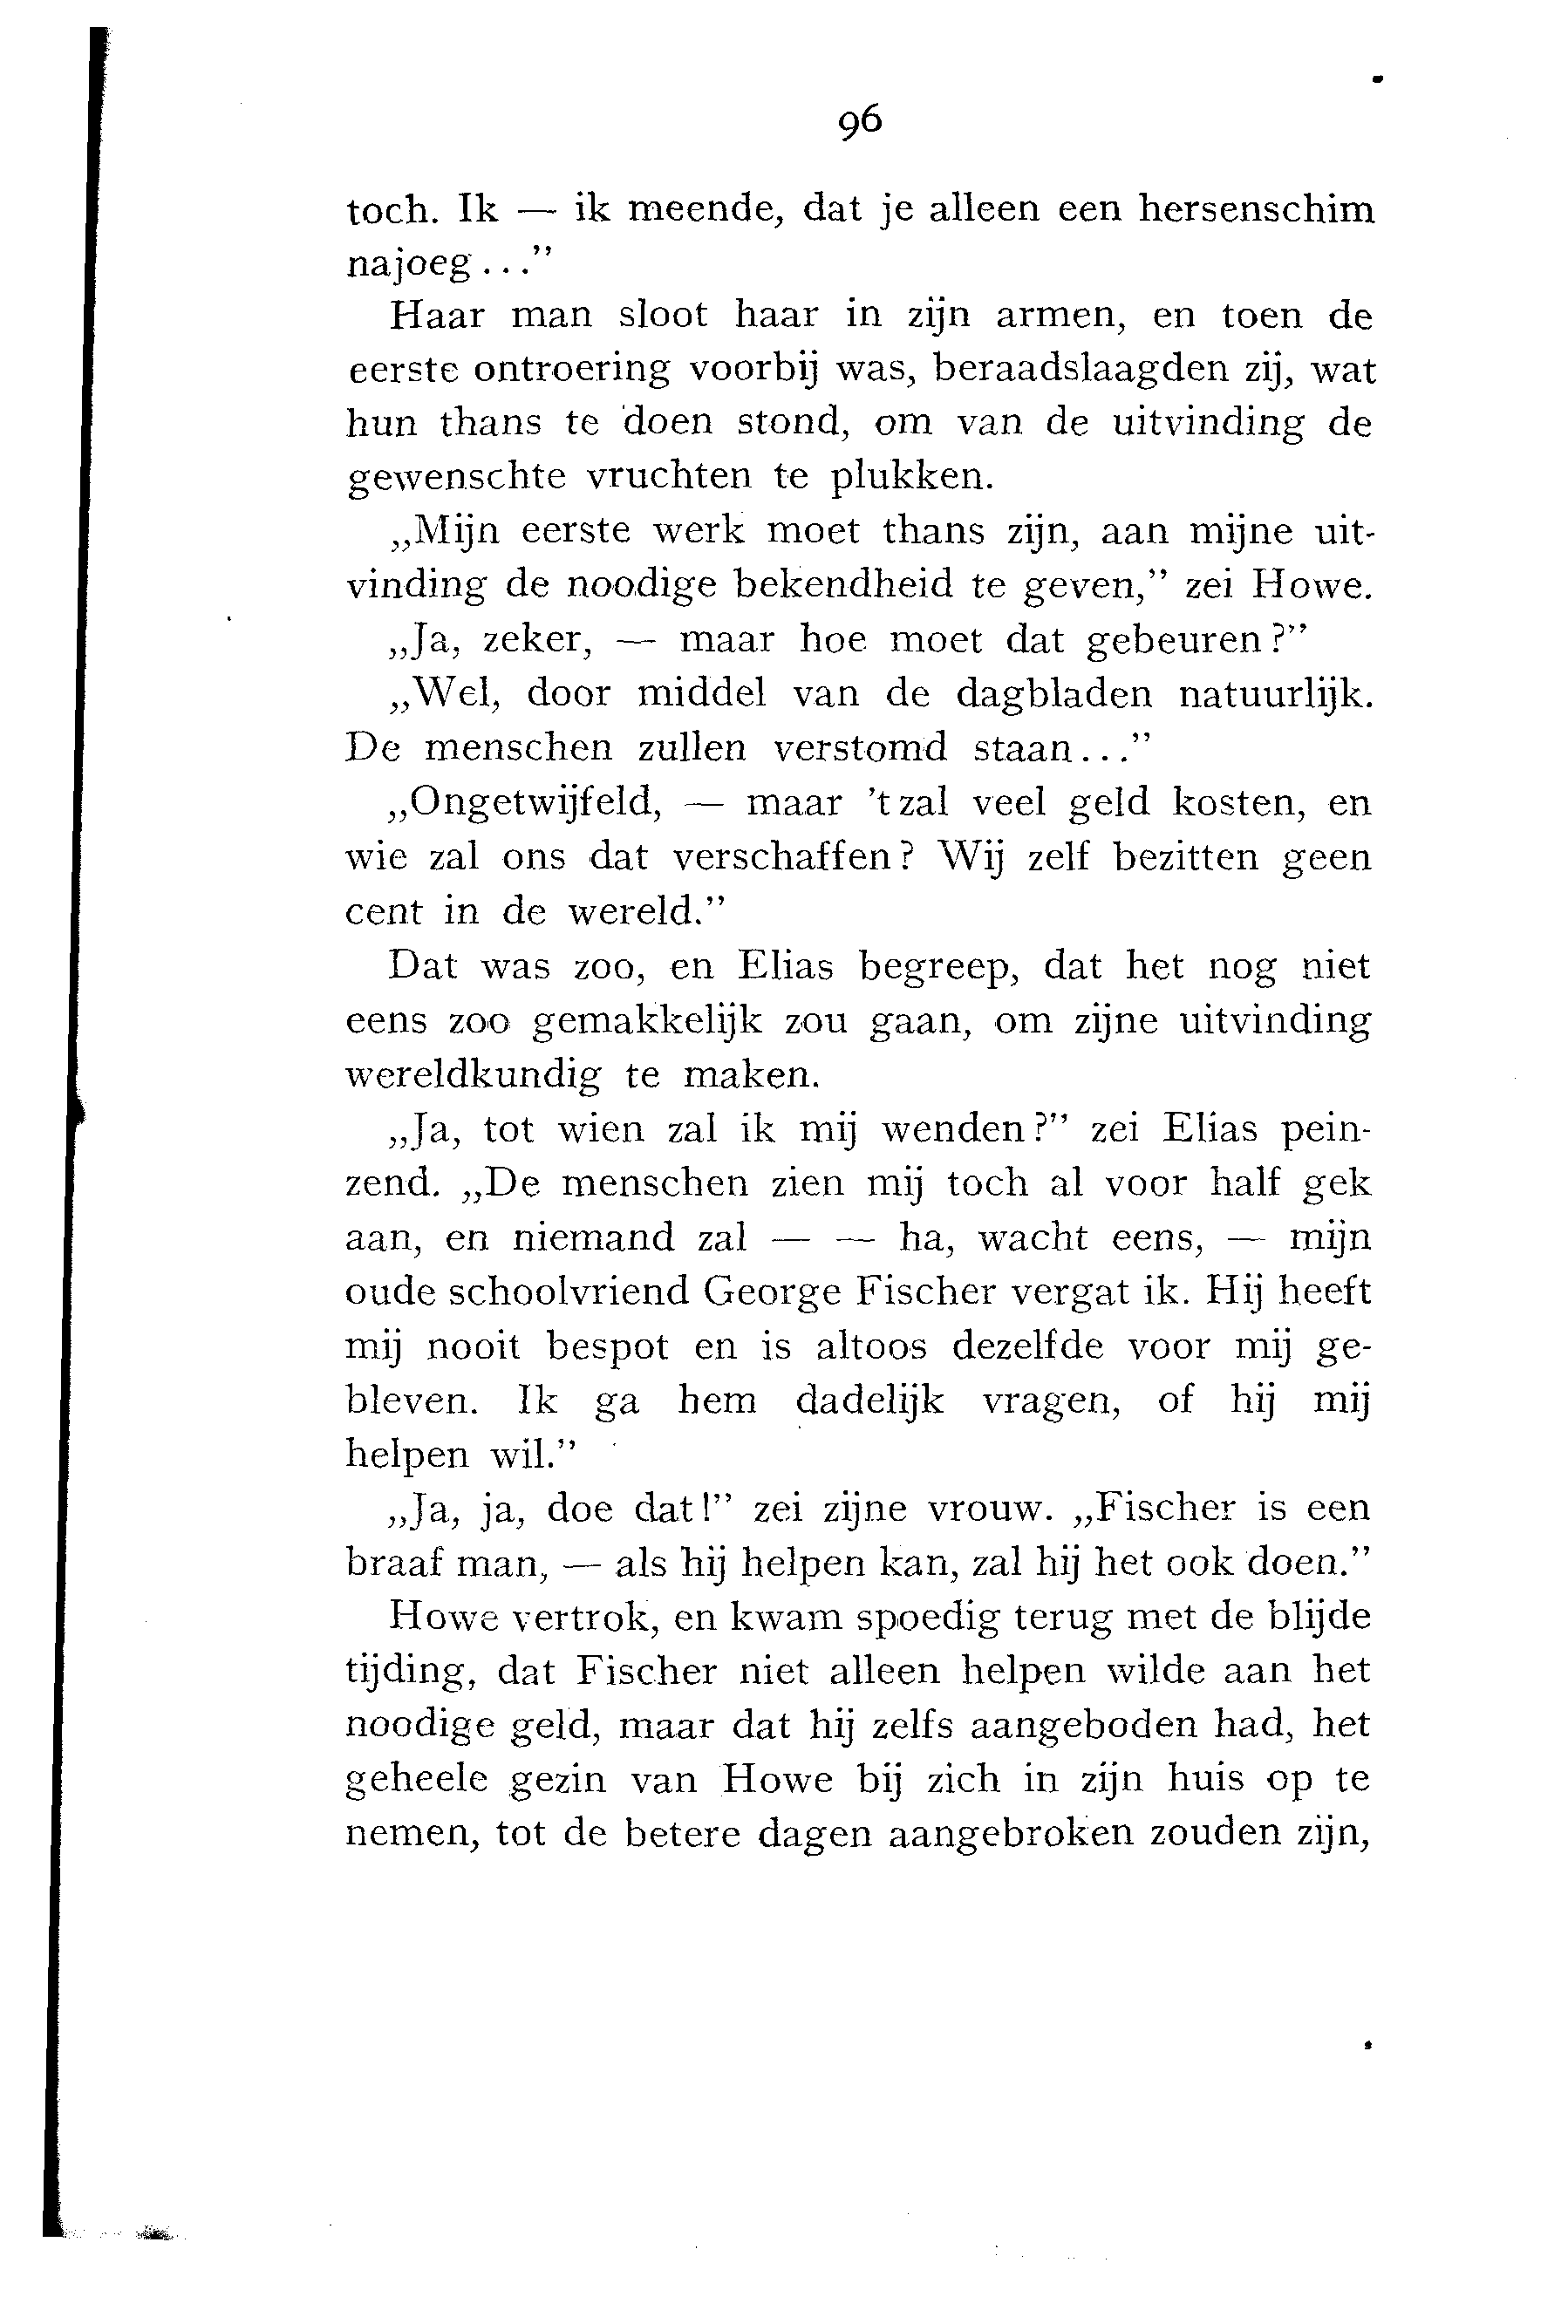 96
toch. Ik — ik meende, dat je alleen een hersenschim
najoeg . . .”
Haar man sloot haar in zijn armen, en toen de
eerste ontroering voorbij was, beraadslaagden zij, wat
hun thans te doen stond, om van de uitvinding de
gewenschte vruchten te plukken.
„Mijn eerste werk moet thans zijn, aan mijne uit-
vinding de noodige bekendheid te geven,” zei Howe.
„Ja, zeker, — maar hoe moet dat gebeuren?”
„Wel, door middel van de dagbladen natuurlijk.
De menschen zullen verstomd staan . . .”
„Ongetwijfeld, — maar ’t zal veel geld kosten, en
wie zal ons dat verschaffen? Wij zelf bezitten geen
cent in de wereld.”
Dat was zoo, en Elias begreep, dat het nog niet
eens zoo gemakkelijk zou gaan, om zijne uitvinding
wereldkundig te maken.
„Ja, tot wien zal ik mij wenden?” zei Elias pein-
zend. „De menschen zien mij toch al voor half gek
aan, en niemand zal — — ha, wacht eens, — mijn
oude schoolvriend George Fischer vergat ik. Hij heeft
mij nooit bespot en is altoos dezelfde voor mij ge-
bleven. Ik ga hem dadelijk vragen, of hij mij
helpen wil.”
„Ja, ja, doe dat!” zei zijne vrouw. „Fischer is een
braaf man, — als hij helpen kan, zal hij het ook doen.”
Howe vertrok, en kwam spoedig terug met de blijde
tijding, dat Fischer niet alleen helpen wilde aan het
noodige geld, maar dat hij zelfs aangeboden had, het
geheele gezin van Howe bij zich in zijn huis op te
nemen, tot de betere dagen aangebroken zouden zijn,